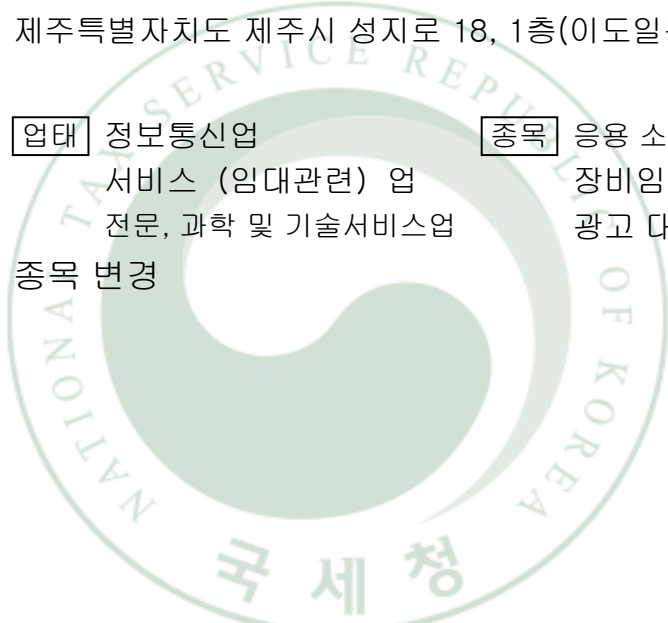 제주특별자치도 제주시 성지로 18, 1층(이도일
업태 정보통신업 종목 응용 소
서비스 (임대관련) 업 장비임
전문, 과학 및 기술서비스업 광고 대
종목 변경
NATIONAL TAX SERVICE REPUBLIC OF KOREA
국세청